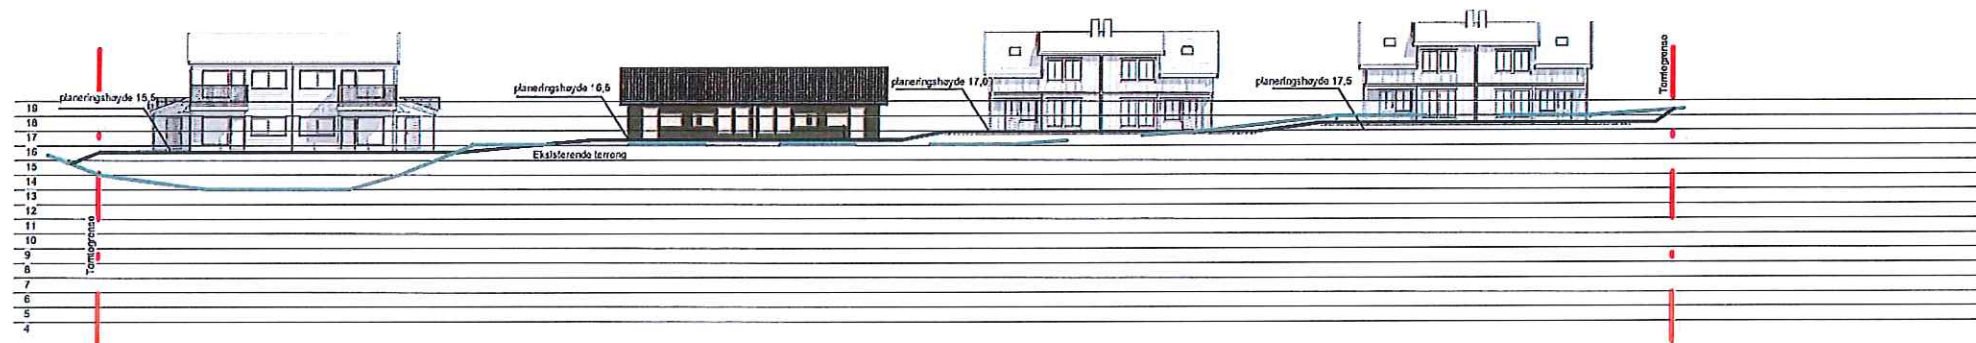 planeringshøyde 15,5
planeringshøyde 16,5
planeringshøyde 17,0
planeringshøyde 17,5
Tomtegrense
19
18
17
16
Eksisterende terreng
15
14
13
12
11
10
9
8
7
6
5
4
Tomtegrense